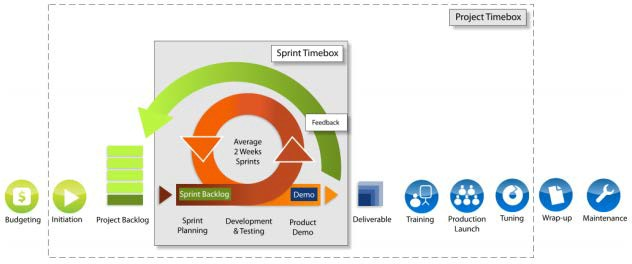 Project Timebox
Sprint Timebox
Feedback
Average
2 Weeks
Sprints
Sprint Backlog
Demo
Sprint
Planning
Development
& Testing
Product
Demo
$
Budgeting
Initiation
Project Backlog
Deliverable
Training
Production
Launch
Tuning
Wrap-up
Maintenance